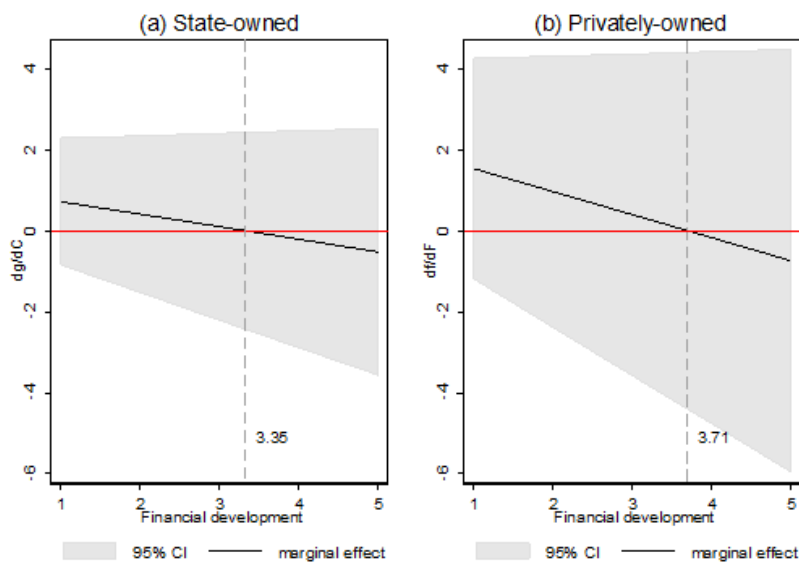 (a) State-owned
(b) Privately-owned
dg/dC
4
2
0
-2
-4
-6
3.35
1 2 3 4 5
Financial development
95% CI marginal effect
df/dF
4
2
0
-2
-4
-6
3.71
1 2 3 4 5
Financial development
95% CI marginal effect